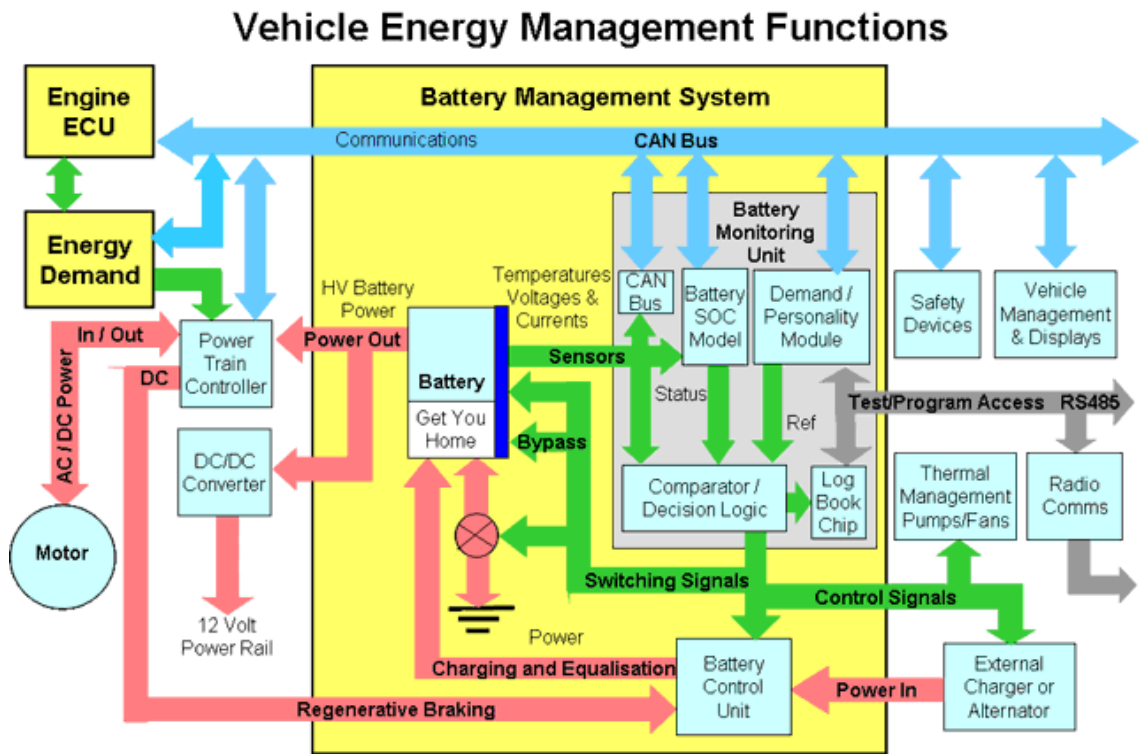 Vehicle Energy Management Functions
Engine
ECU
Battery Management System
Communications
CAN Bus
Energy
Demand
Battery
Monitoring
Unit
HV Battery
Power
Temperatures
Voltages &
Currents
CAN
Bus
Battery
SOC
Model
Demand /
Personality
Module
Safety
Devices
Vehicle
Management
& Displays
In / Out
Power
Train
Controller
Power Out
Sensors
DC
AC / DC Power
Battery
Get You
Home
Status
Ref
Test/Program Access RS485
Bypass
DC/DC
Converter
Comparator /
Decision Logic
Log
Book
Chip
Thermal
Management
Pumps/Fans
Radio
Comms
Motor
Switching Signals
Control Signals
12 Volt
Power Rail
Power
Charging and Equalisation
Battery
Control
Unit
Power In
External
Charger or
Alternator
Regenerative Braking